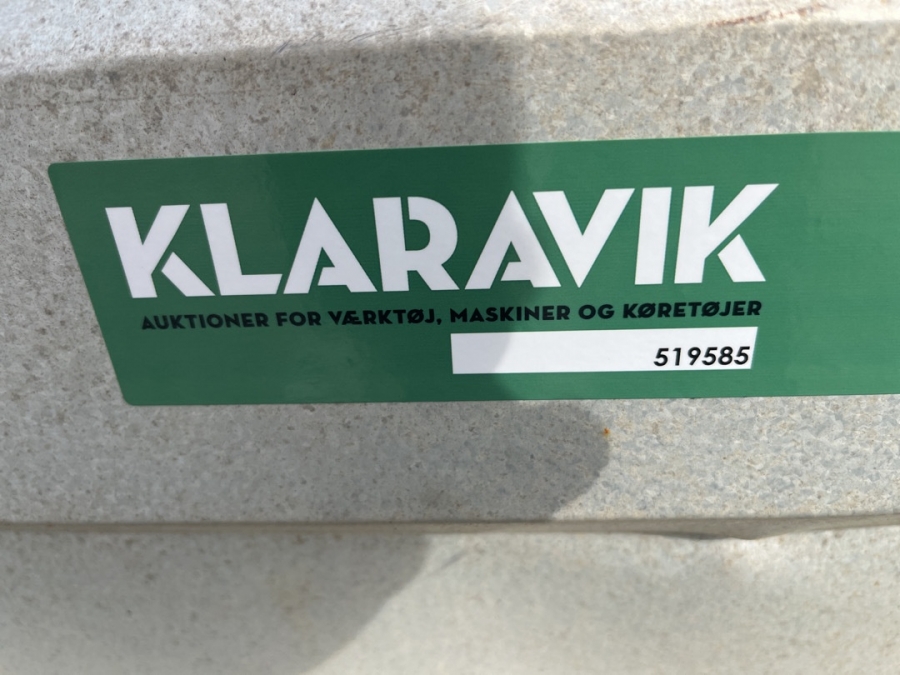 KLARAVIK
AUKTIONER FOR VÆRKTØJ, MASKINER OG KØRETØJER
519585